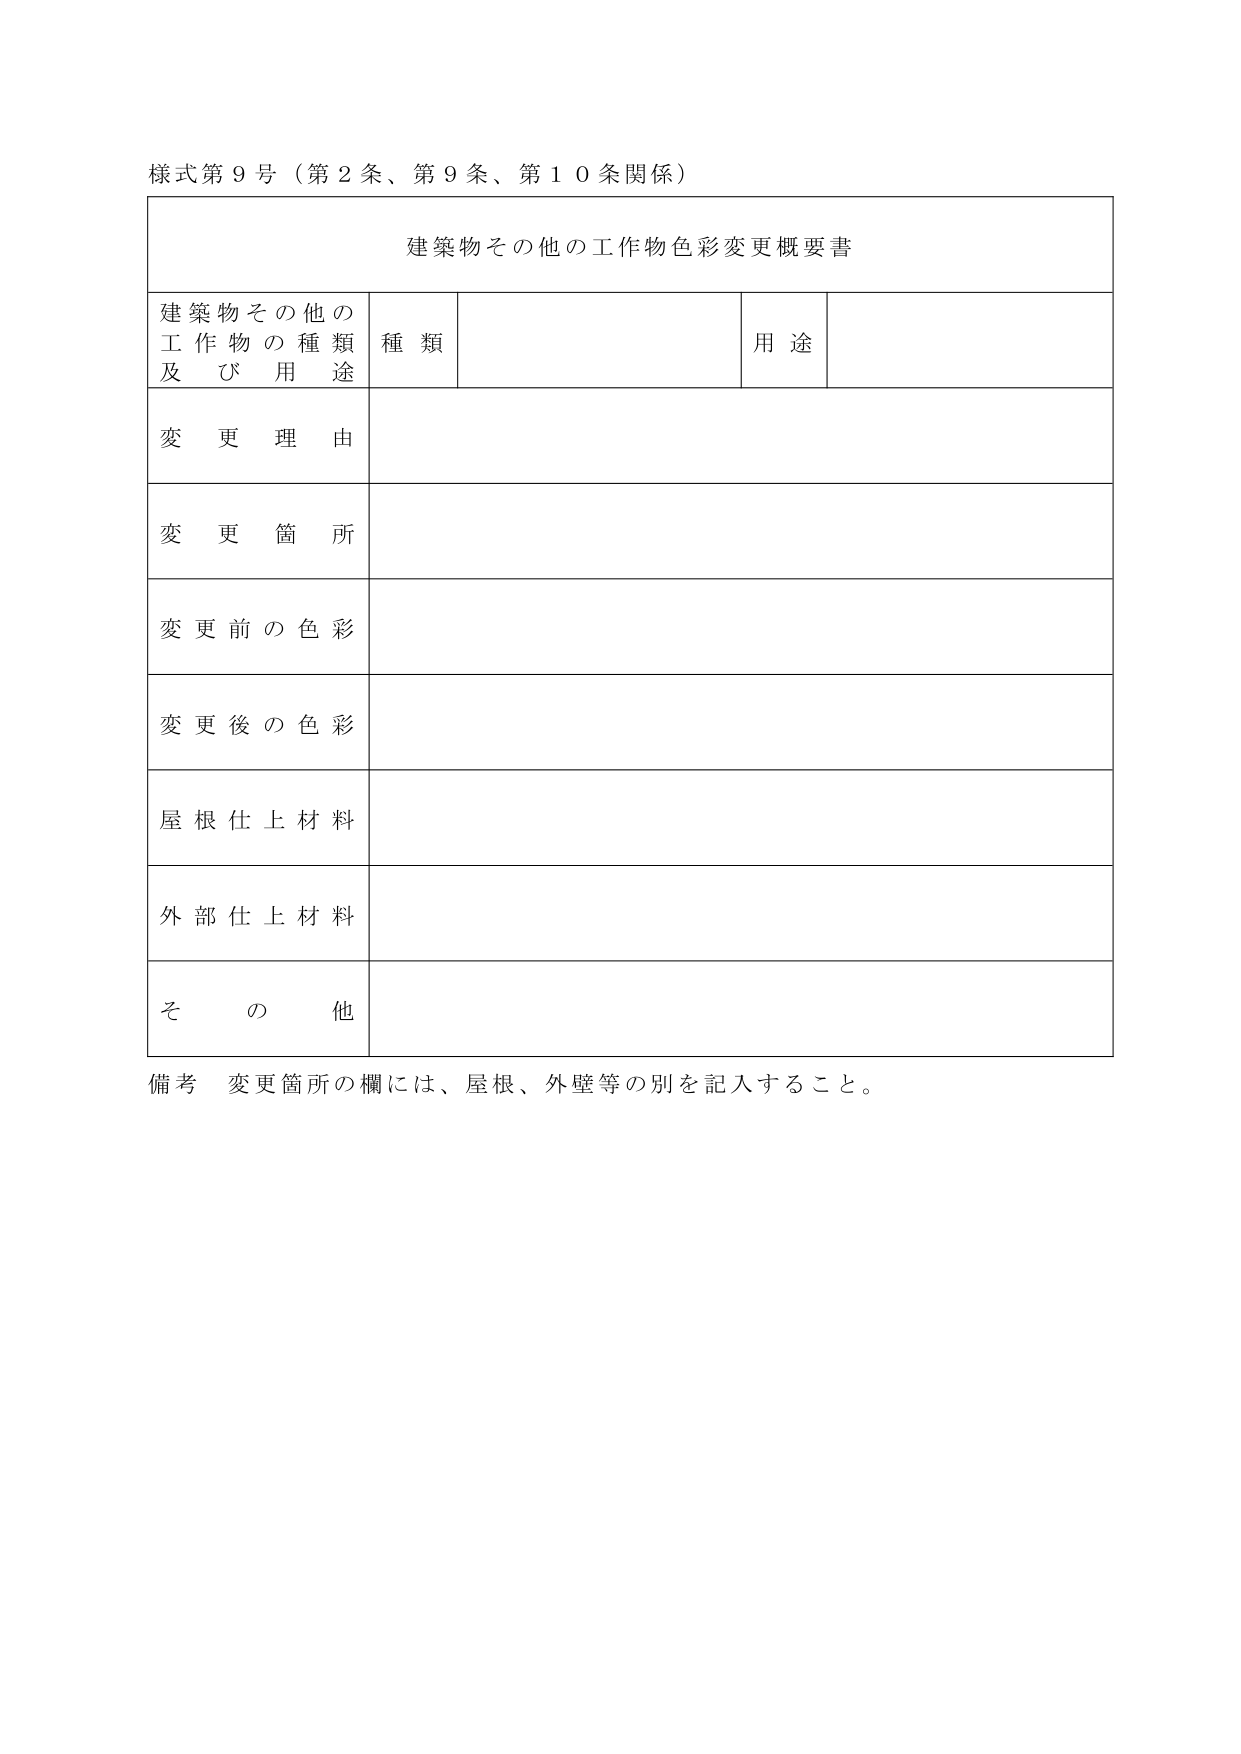 様式第９号（第２条、第９条、第１０条関係）
建築物その他の工作物色彩変更概要書
建築物その他の
工作物の種類
及び用途
種類
用途
変更理由
変更箇所
変更前の色彩
変更後の色彩
屋根仕上材料
外部仕上材料
その他
備考　変更箇所の欄には、屋根、外壁等の別を記入すること。